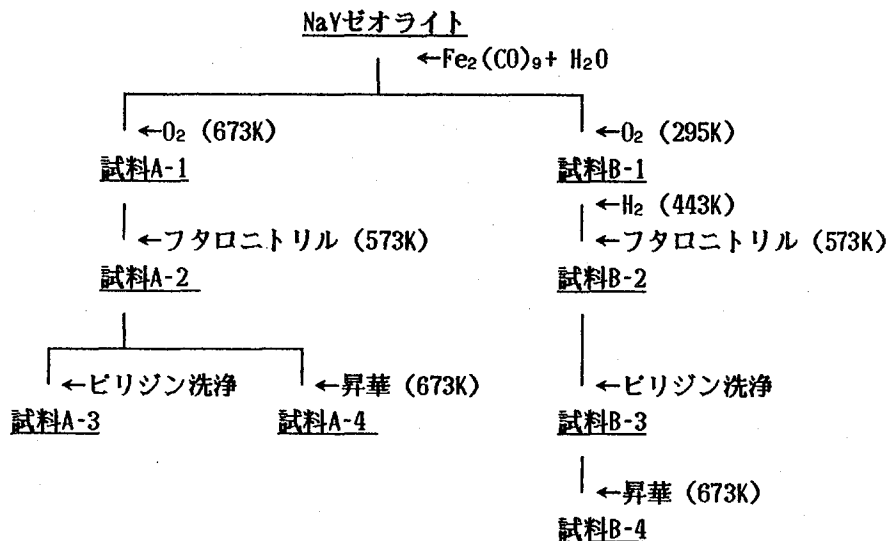 NaYゼオライト
←Fe₂(CO)₉+ H₂O
←O₂ (673K) ←O₂ (295K)
試料A-1 試料B-1
←H₂ (443K)
←フタロニトリル (573K) ←フタロニトリル (573K)
試料A-2 試料B-2
←ピリジン洗浄 ←昇華 (673K) ←ピリジン洗浄
試料A-3 試料A-4 試料B-3
←昇華 (673K)
試料B-4